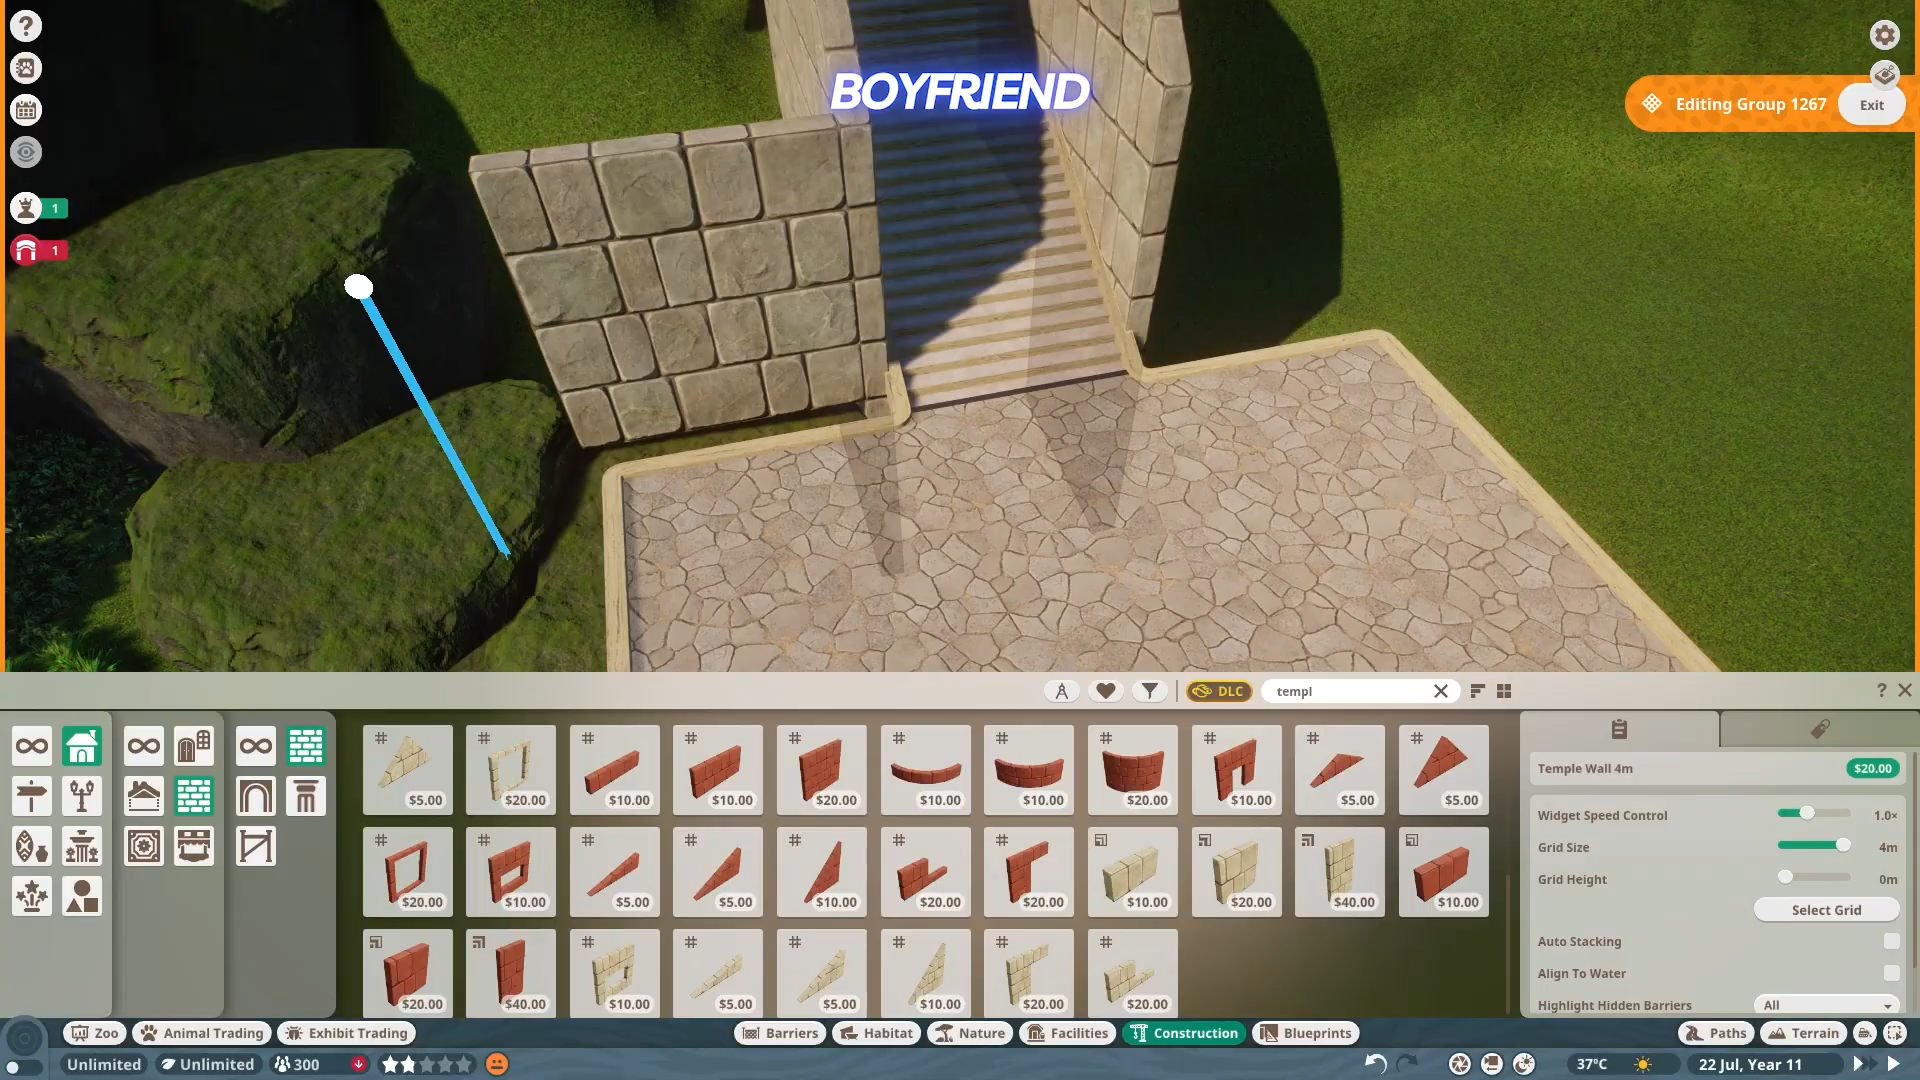 ?
BOYFRIEND
Editing Group 1267
Exit
1
1
DLC
templ
?
$5.00
$20.00
$10.00
$10.00
$20.00
$10.00
$10.00
$20.00
$10.00
$5.00
$5.00
$20.00
$10.00
$5.00
$5.00
$10.00
$20.00
$20.00
$10.00
$20.00
$40.00
$10.00
$20.00
$40.00
$10.00
$5.00
$5.00
$10.00
$20.00
$20.00
Temple Wall 4m
$20.00
Widget Speed Control
1.0×
Grid Size
4m
Grid Height
0m
Select Grid
Auto Stacking
Align To Water
Highlight Hidden Barriers
All
Zoo
Animal Trading
Exhibit Trading
Barriers
Habitat
Nature
Facilities
Construction
Blueprints
Paths
Terrain
Unlimited
Unlimited
300
37°C
22 Jul, Year 11